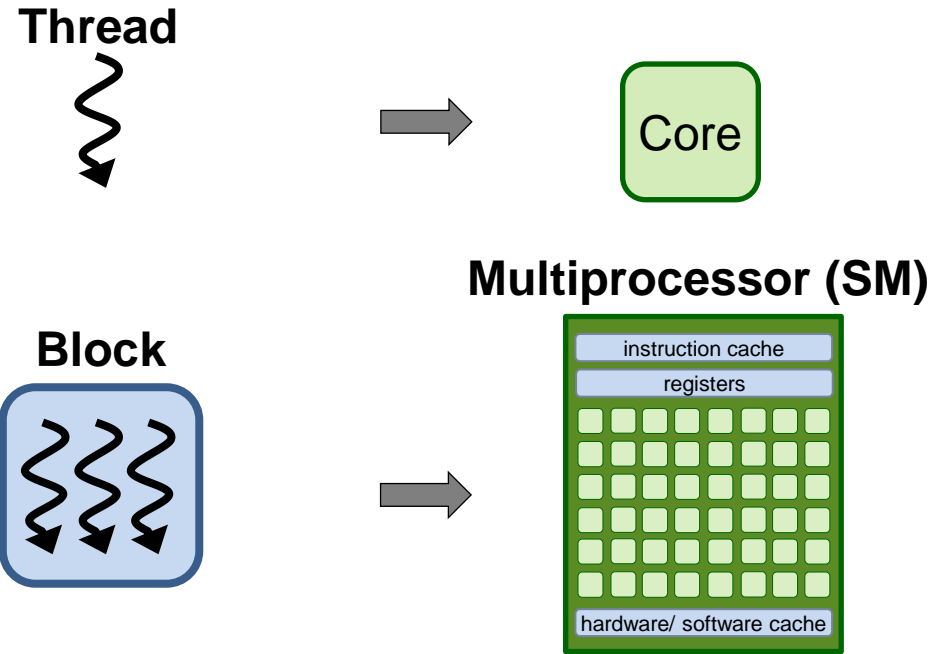 Thread
Core
Multiprocessor (SM)
Block
instruction cache
registers
hardware/ software cache